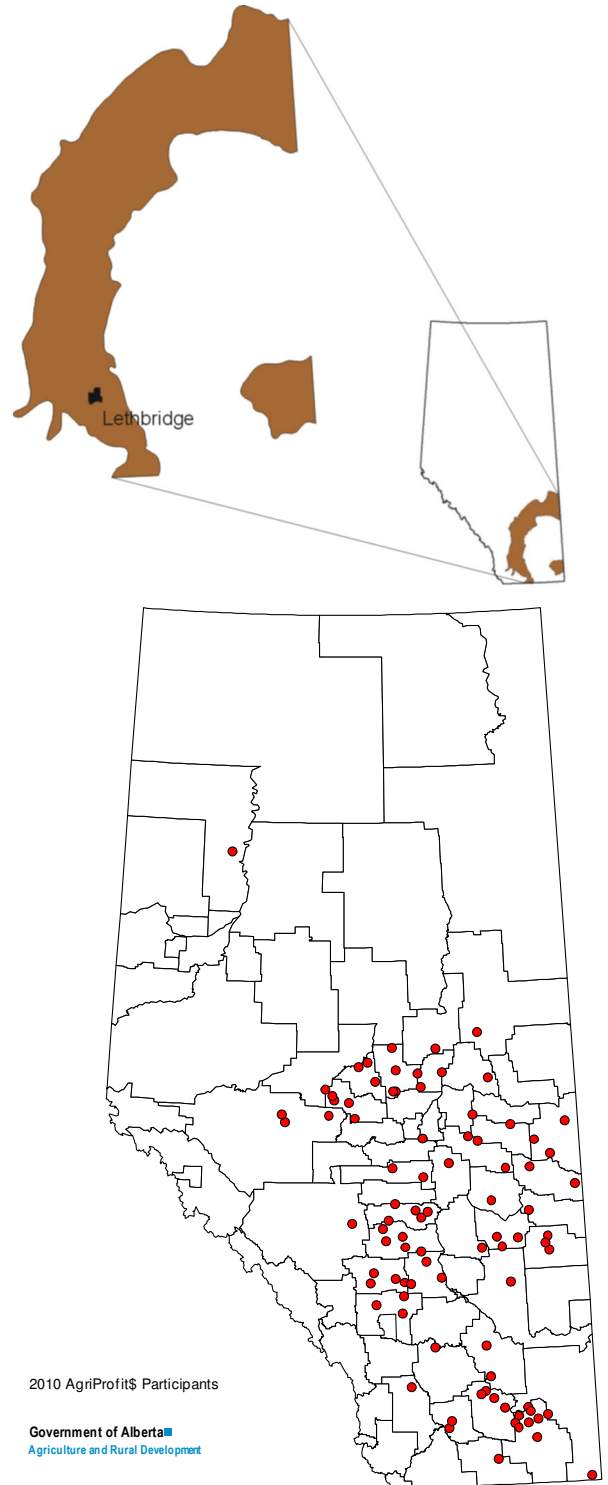 Lethbridge
2010 AgriProfit$ Participants
Government of Alberta
Agriculture and Rural Development